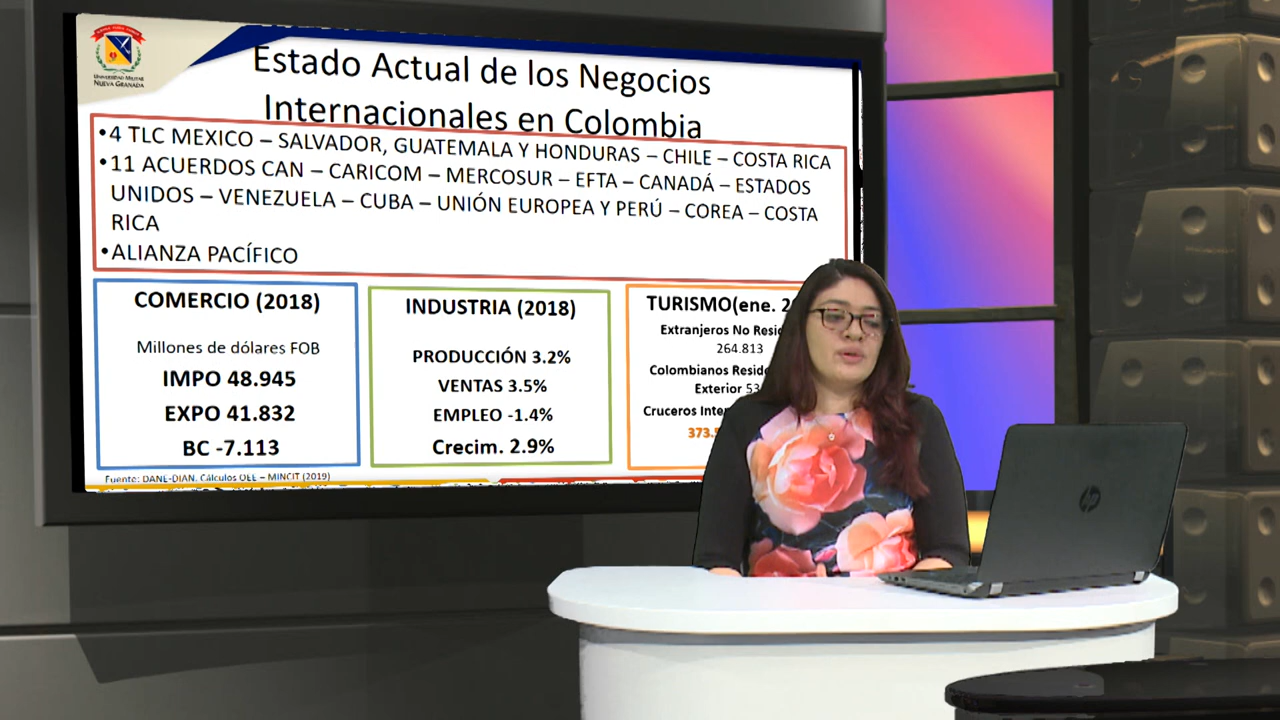 UNIVERSIDAD MILITAR
NUEVA GRANADA
Estado Actual de los Negocios
Internacionales en Colombia
•4 TLC MEXICO – SALVADOR, GUATEMALA Y HONDURAS – CHILE – COSTA RICA
•11 ACUERDOS CAN – CARICOM – MERCOSUR – EFTA – CANADÁ – ESTADOS
UNIDOS – VENEZUELA – CUBA – UNIÓN EUROPEA Y PERÚ – COREA – COSTA
RICA
•ALIANZA PACÍFICO
COMERCIO (2018)
Millones de dólares FOB
IMPO 48.945
EXPO 41.832
BC -7.113
INDUSTRIA (2018)
PRODUCCIÓN 3.2%
VENTAS 3.5%
EMPLEO -1.4%
Crecim. 2.9%
TURISMO(ene.
Extranjeros No
264.813
Colombianos
Exterior
Cruceros
Fuente: DANE-DIAN. Cálculos OEE – MINCIT (2019)
hp